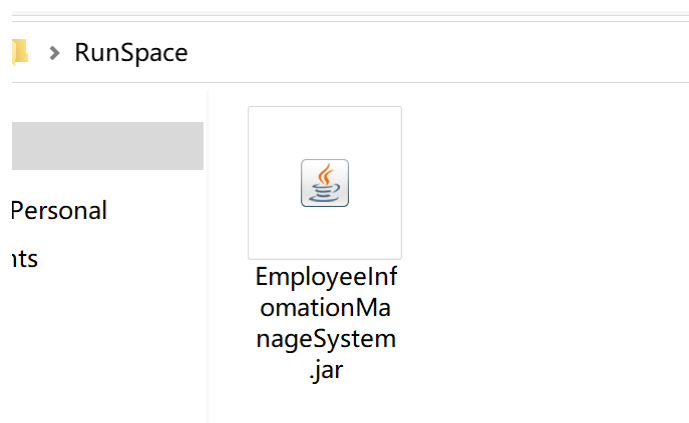 RunSpace
Personal
nts
EmployeeInf
omationMa
nageSystem
.jar